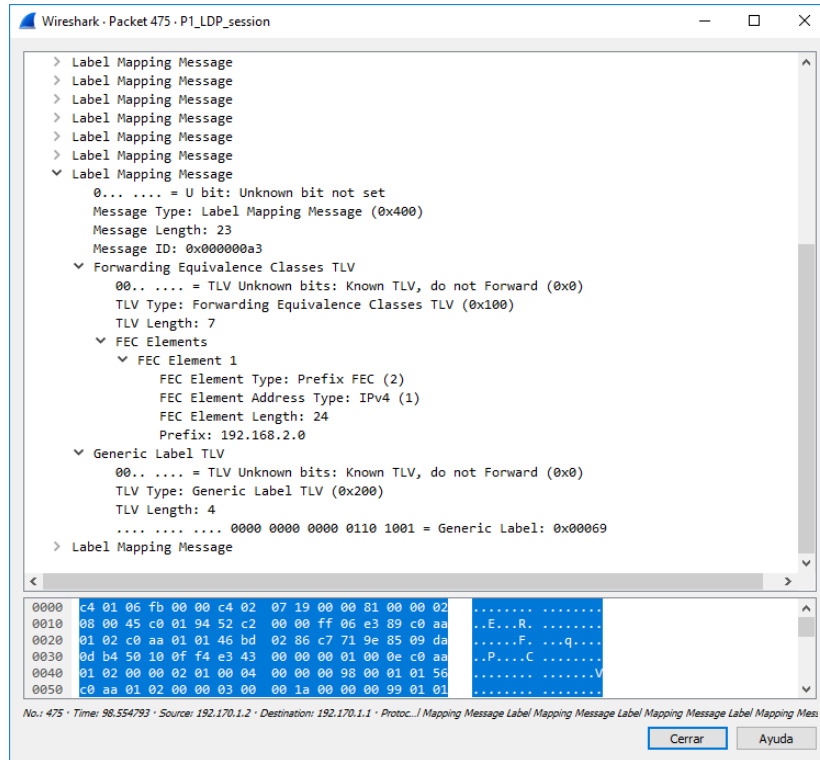 Wireshark · Packet 475 · P1_LDP_session
Label Mapping Message
Label Mapping Message
Label Mapping Message
Label Mapping Message
Label Mapping Message
Label Mapping Message
Label Mapping Message
0... .... = U bit: Unknown bit not set
Message Type: Label Mapping Message (0x400)
Message Length: 23
Message ID: 0x000000a3
Forwarding Equivalence Classes TLV
00.. .... = TLV Unknown bits: Known TLV, do not Forward (0x0)
TLV Type: Forwarding Equivalence Classes TLV (0x100)
TLV Length: 7
FEC Elements
FEC Element 1
FEC Element Type: Prefix FEC (2)
FEC Element Address Type: IPv4 (1)
FEC Element Length: 24
Prefix: 192.168.2.0
Generic Label TLV
00.. .... = TLV Unknown bits: Known TLV, do not Forward (0x0)
TLV Type: Generic Label TLV (0x200)
TLV Length: 4
.... .... .... 0000 0000 0000 0110 1001 = Generic Label: 0x00069
Label Mapping Message
0000 c4 01 06 fb 00 00 c4 02 07 19 00 00 81 00 00 02 ........ ........
0010 08 00 45 c0 01 94 52 c2 00 00 ff 06 e3 89 c0 aa ..E...R. ........
0020 01 02 c0 aa 01 01 46 bd 02 86 c7 71 9e 85 09 da ......F. ...q....
0030 0d b4 50 10 0f f4 e3 43 00 00 00 01 00 0e c0 aa ..P....C ........
0040 01 02 00 00 02 01 00 04 00 00 00 98 00 01 01 56 ........ .......V
0050 c0 aa 01 02 00 00 03 00 00 1a 00 00 00 99 01 01 ........ ........
No.: 475 · Time: 98.554793 · Source: 192.170.1.2 · Destination: 192.170.1.1 · Protoc...l Mapping Message Label Mapping Message Label Mapping Message Label Mapping Message Label Mapping Mess
Cerrar Ayuda